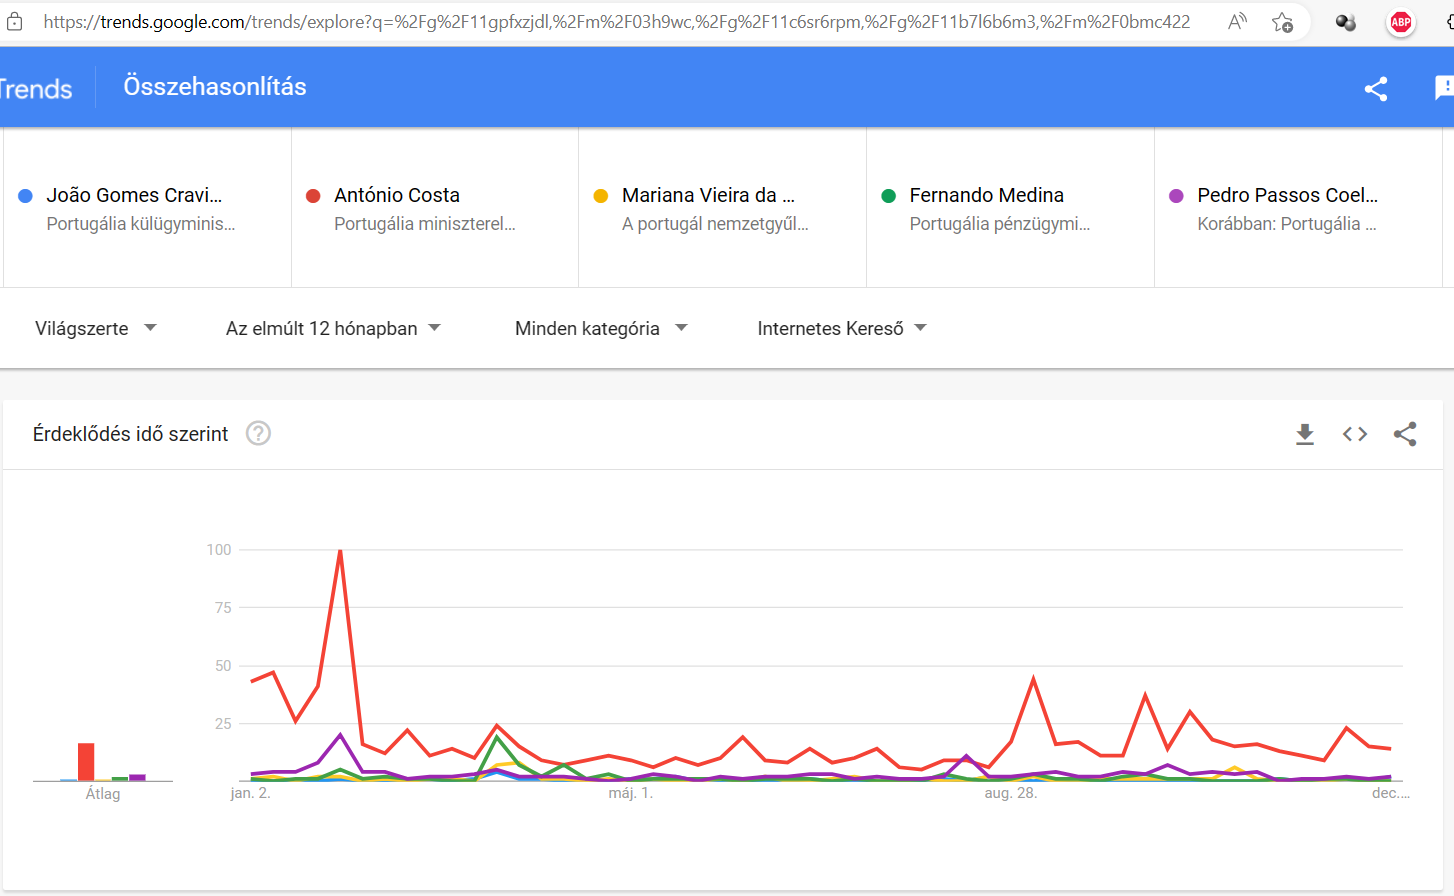 https://trends.google.com/trends/explore?q=%2Fg%2F11gpfxzjdl,%2Fm%2F03h9wc,%2Fg%2F11c6sr6rpm,%2Fg%2F11b7l6b6m3,%2Fm%2F0bmc422
ABP
Trends Összehasonlítás
João Gomes Cravi...
Portugália külügyminis...
António Costa
Portugália miniszterel...
Mariana Vieira da ...
A portugál nemzetgyűl...
Fernando Medina
Portugália pénzügymi...
Pedro Passos Coel...
Korábban: Portugália ...
Világszerte Az elmúlt 12 hónapban Minden kategória Internetes Kereső
Érdeklődés idő szerint
100
75
50
25
Átlag
jan. 2. máj. 1. aug. 28. dec....